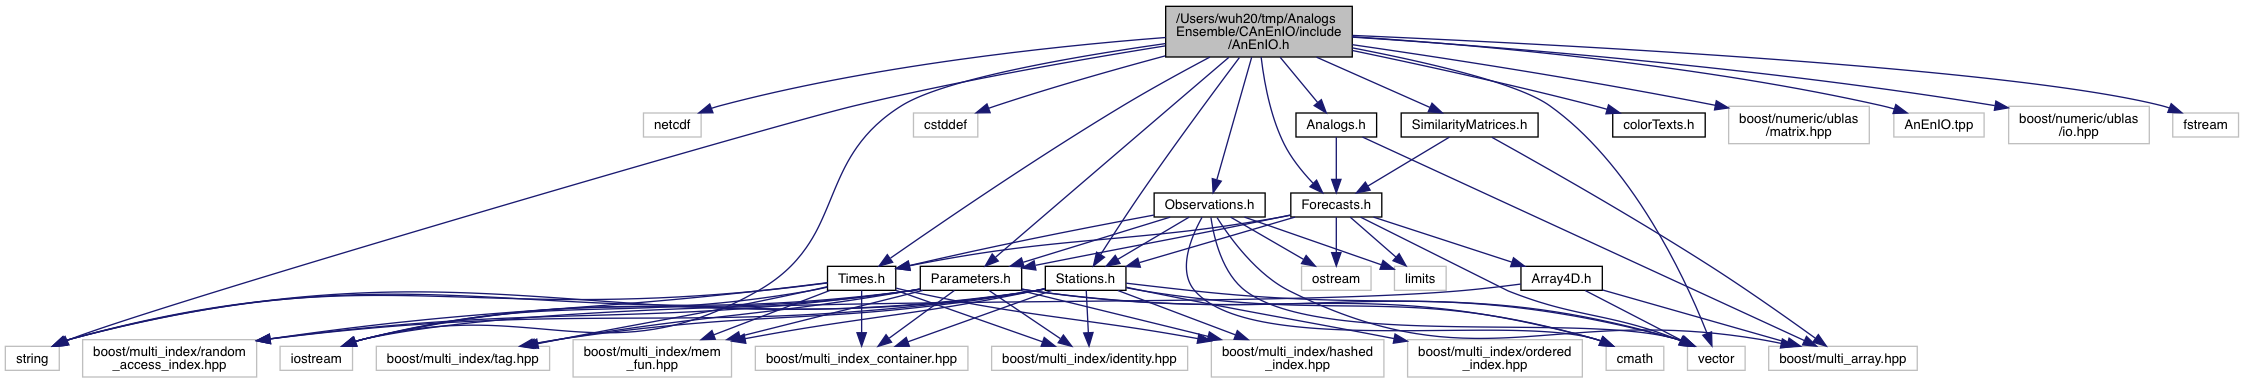 /Users/wuh20/tmp/Analogs
Ensemble/CAnEnIO/include
/AnEnIO.h
netcdf
cstddef
Analogs.h
SimilarityMatrices.h
colorTexts.h
boost/numeric/ublas
/matrix.hpp
AnEnIO.tpp
boost/numeric/ublas
/io.hpp
fstream
Observations.h
Forecasts.h
Times.h
Parameters.h
Stations.h
ostream
limits
Array4D.h
string
boost/multi_index/random
_access_index.hpp
iostream
boost/multi_index/tag.hpp
boost/multi_index/mem
_fun.hpp
boost/multi_index_container.hpp
boost/multi_index/identity.hpp
boost/multi_index/hashed
_index.hpp
boost/multi_index/ordered
_index.hpp
cmath
vector
boost/multi_array.hpp